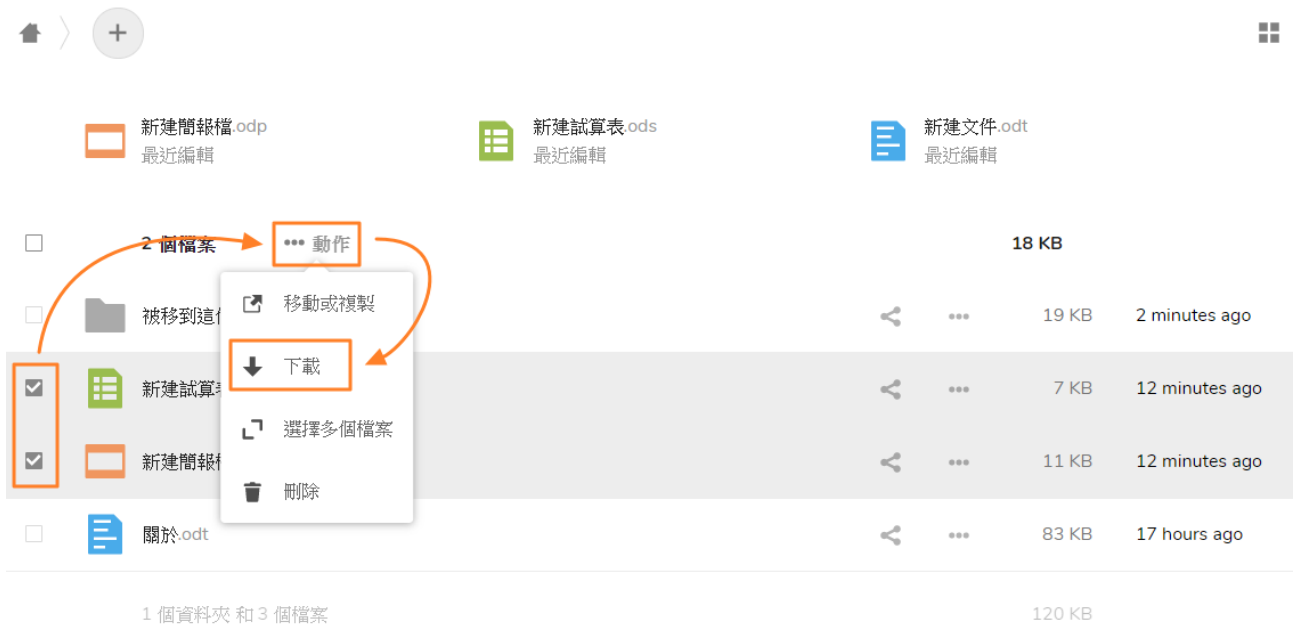 新建簡報檔.odp
最近編輯
新建試算表.ods
最近編輯
新建文件.odt
最近編輯
2 個檔案
動作
18 KB
移動或複製
下載
選擇多個檔案
刪除
被移到這
19 KB
2 minutes ago
新建試算
7 KB
12 minutes ago
新建簡報
11 KB
12 minutes ago
關於.odt
83 KB
17 hours ago
1 個資料夾 和 3 個檔案
120 KB